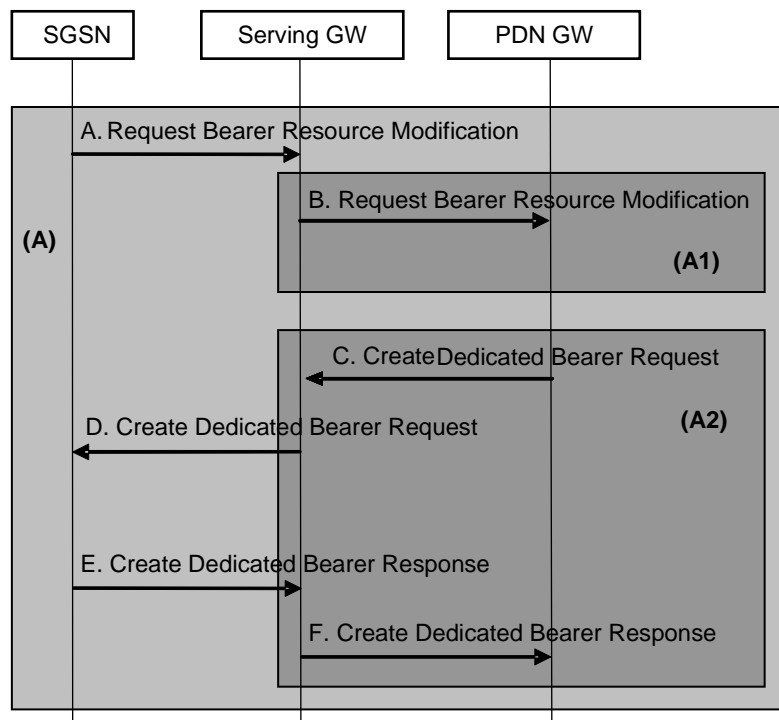 SGSN
Serving GW
PDN GW
A. Request Bearer Resource Modification
B. Request Bearer Resource Modification
(A)
(A1)
C. Create Dedicated Bearer Request
(A2)
D. Create Dedicated Bearer Request
E. Create Dedicated Bearer Response
F. Create Dedicated Bearer Response